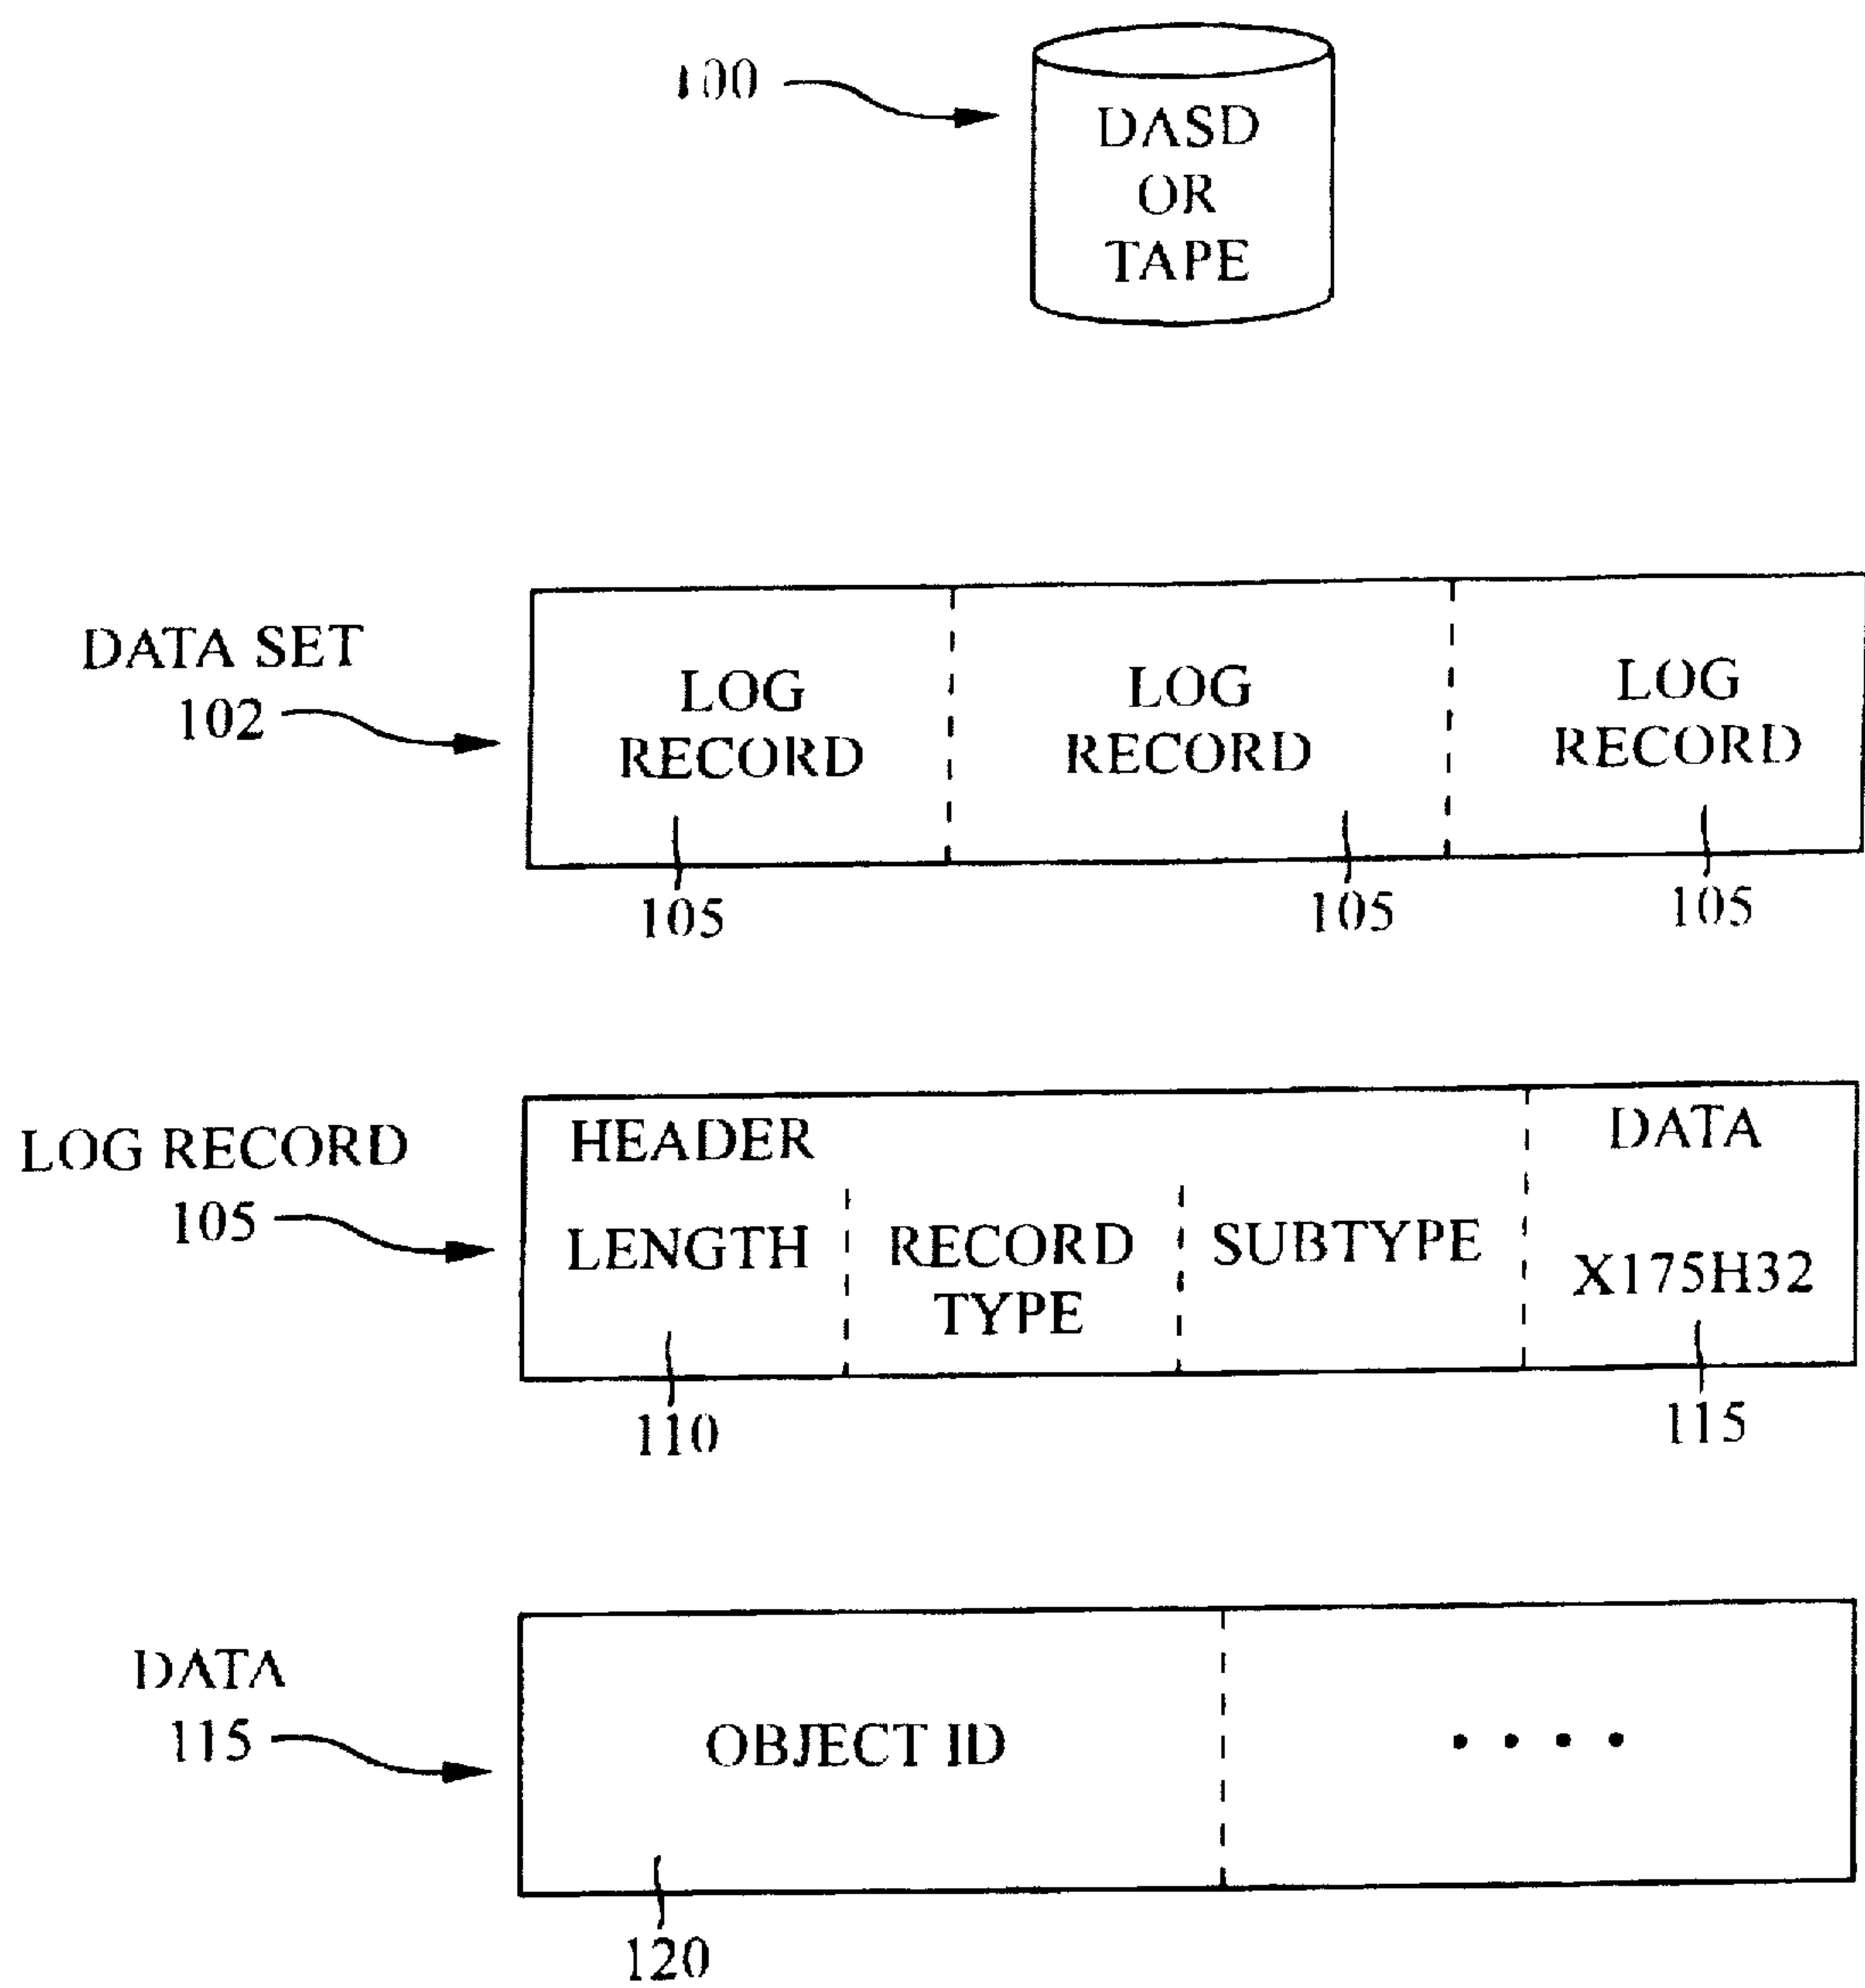 100
DASD
OR
TAPE
DATA SET
102
LOG
RECORD
LOG
RECORD
LOG
RECORD
105
105
105
LOG RECORD
105
HEADER
LENGTH
RECORD
TYPE
SUBTYPE
DATA
X175H32
110
115
DATA
115
OBJECT ID
• • • •
120